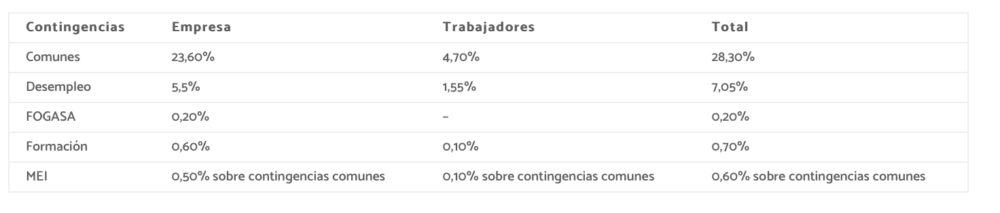 Contingencias Empresa Trabajadores Total
Comunes 23,60% 4,70% 28,30%
Desempleo 5,5% 1,55% 7,05%
FOGASA 0,20% – 0,20%
Formación 0,60% 0,10% 0,70%
MEI 0,50% sobre contingencias comunes 0,10% sobre contingencias comunes 0,60% sobre contingencias comunes